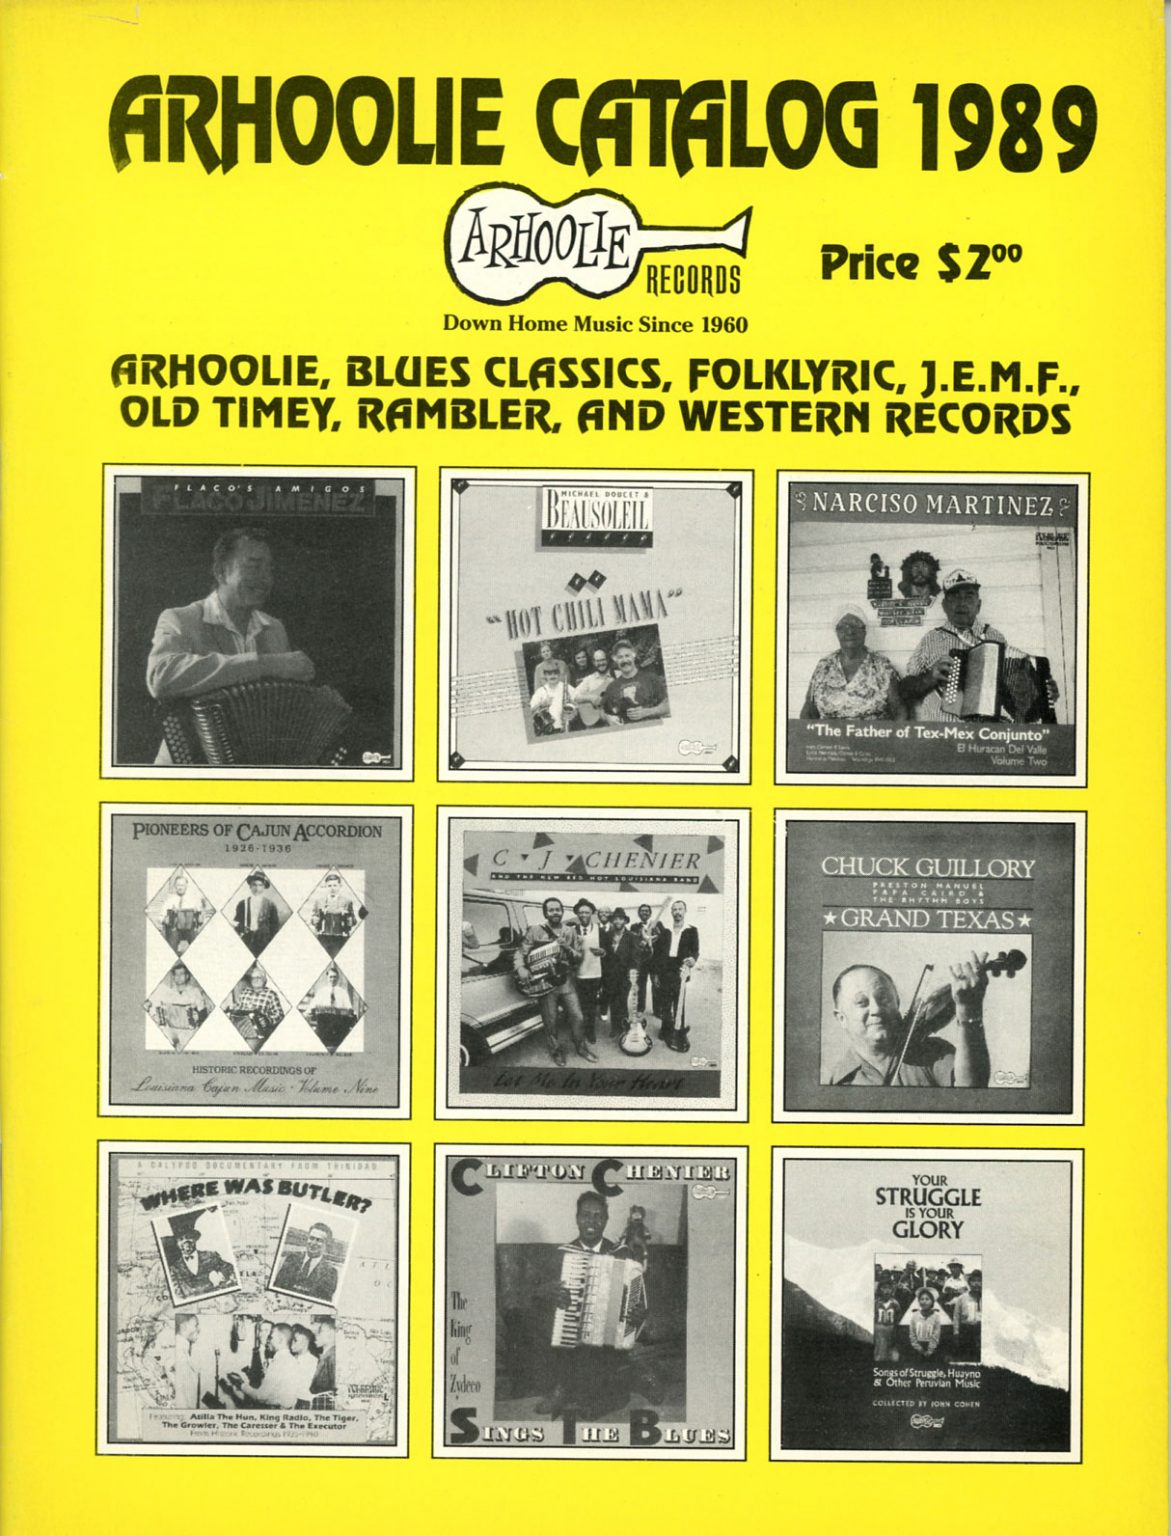 ARHOOLIE CATALOG 1989
ARHOOLIE
RECORDS
Price $2⁰⁰
Down Home Music Since 1960
ARHOOLIE, BLUES CLASSICS, FOLKLYRIC, J.E.M.F.,
OLD TIMEY, RAMBLER, AND WESTERN RECORDS
FLACO'S AMIGOS
FLACO JIMENEZ
MICHAEL DOUCET &
BEAUSOLEIL
"HOT CHILI MAMA"
NARCISO MARTINEZ
"The Father of Tex-Mex Conjunto"
El Huracan Del Valle
Volume Two
PIONEERS OF CAJUN ACCORDION
1926-1936
HISTORIC RECORDINGS OF
Louisiana Cajun Music · Volume Nine
C ▾ J ▾ CHENIER
AND THE NEW RED HOT LOUISIANA BAND
Let Me In Your Heart
CHUCK GUILLORY
PRESTON MANUEL
PAPA CAIRO &
THE RHYTHM BOYS
★GRAND TEXAS★
A CALYPSO DOCUMENTARY FROM TRINIDAD
WHERE WAS BUTLER?
Featuring: Atilla The Hun, King Radio, The Tiger,
The Growler, The Caresser & The Executor
From Historic Recordings
CLIFTON CHENIER
The
King
of
Zydeco
SINGS THE BLUES
YOUR
STRUGGLE
IS YOUR
GLORY
Songs of Struggle, Huayno
& Other Peruvian Music
COLLECTED BY JOHN COHEN